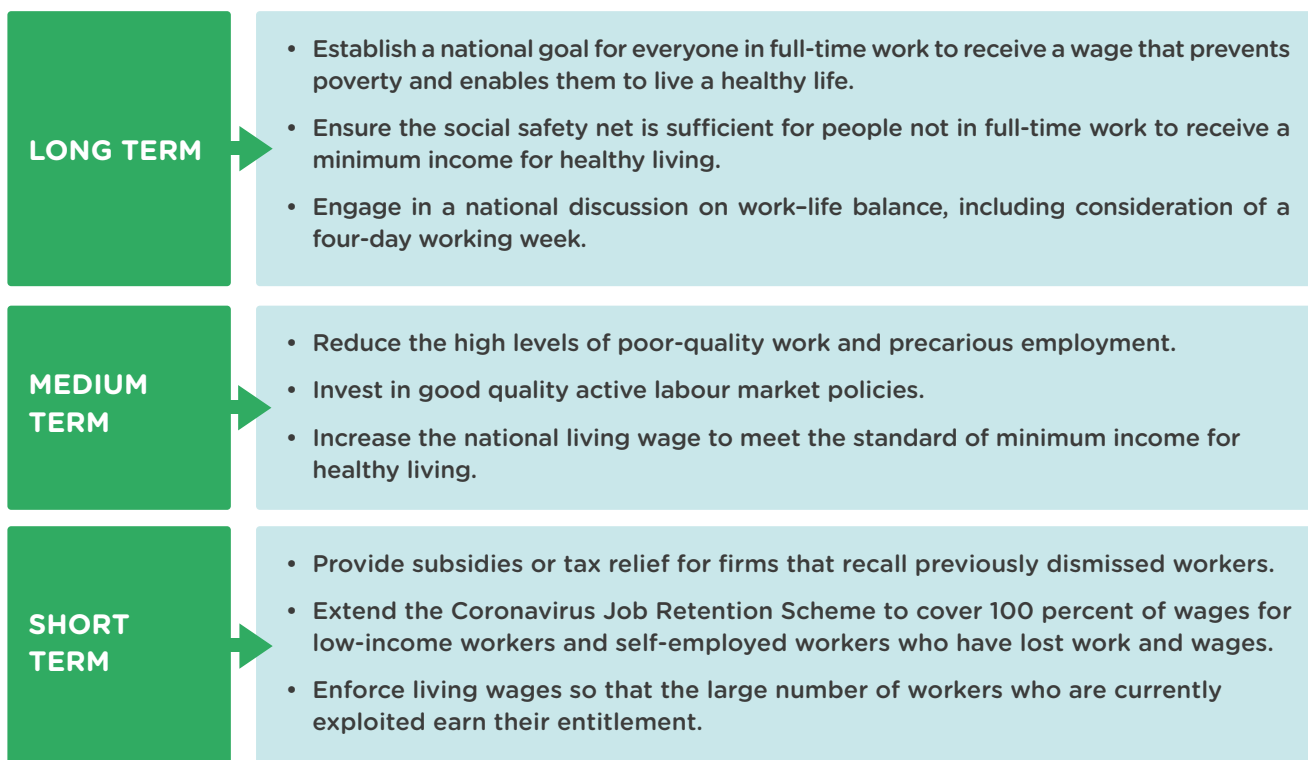 LONG TERM
• Establish a national goal for everyone in full-time work to receive a wage that prevents
poverty and enables them to live a healthy life.
• Ensure the social safety net is sufficient for people not in full-time work to receive a
minimum income for healthy living.
• Engage in a national discussion on work–life balance, including consideration of a
four-day working week.
MEDIUM
TERM
• Reduce the high levels of poor-quality work and precarious employment.
• Invest in good quality active labour market policies.
• Increase the national living wage to meet the standard of minimum income for
healthy living.
SHORT
TERM
• Provide subsidies or tax relief for firms that recall previously dismissed workers.
• Extend the Coronavirus Job Retention Scheme to cover 100 percent of wages for
low-income workers and self-employed workers who have lost work and wages.
• Enforce living wages so that the large number of workers who are currently
exploited earn their entitlement.